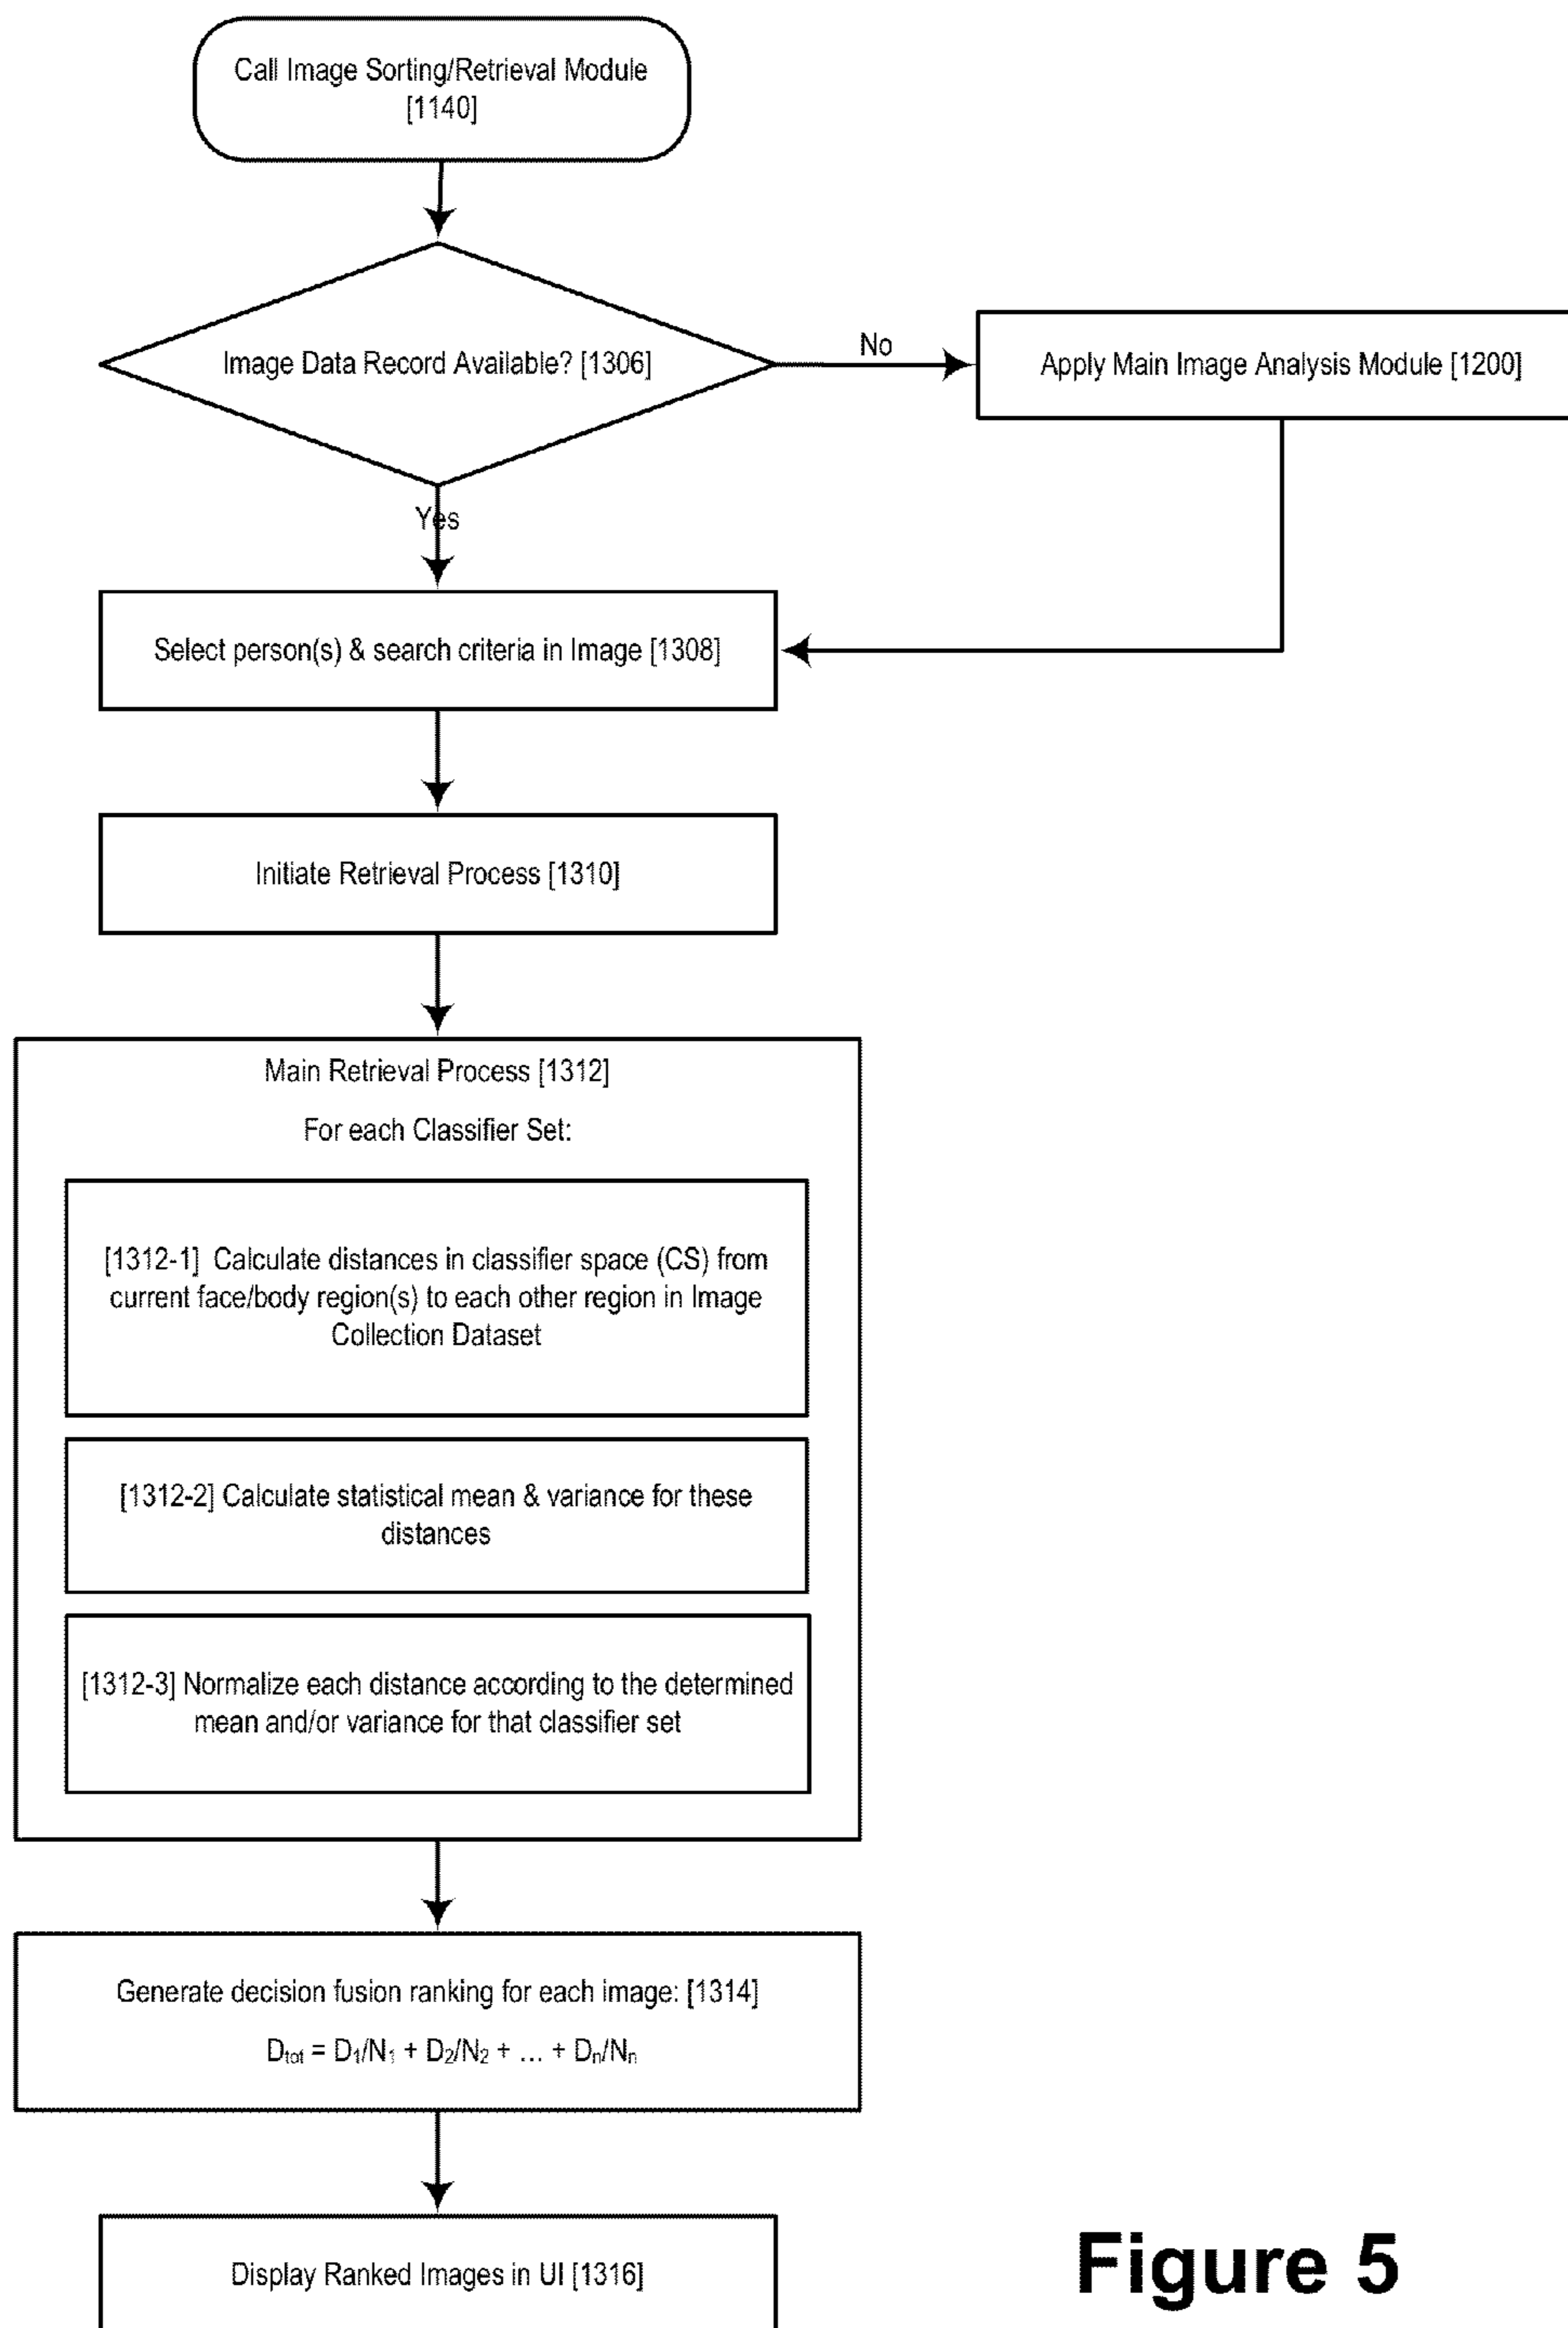 Call Image Sorting/Retrieval Module
[1140]
Image Data Record Available? [1306]
No
Apply Main Image Analysis Module [1200]
Yes
Select person(s) & search criteria in Image [1308]
Initiate Retrieval Process [1310]
Main Retrieval Process [1312]
For each Classifier Set:
[1312-1] Calculate distances in classifier space (CS) from
current face/body region(s) to each other region in Image
Collection Dataset
[1312-2] Calculate statistical mean & variance for these
distances
[1312-3] Normalize each distance according to the determined
mean and/or variance for that classifier set
Generate decision fusion ranking for each image: [1314]
Dtot = D1/N1 + D2/N2 + ... + Dn/Nn
Display Ranked Images in UI [1316]
Figure 5